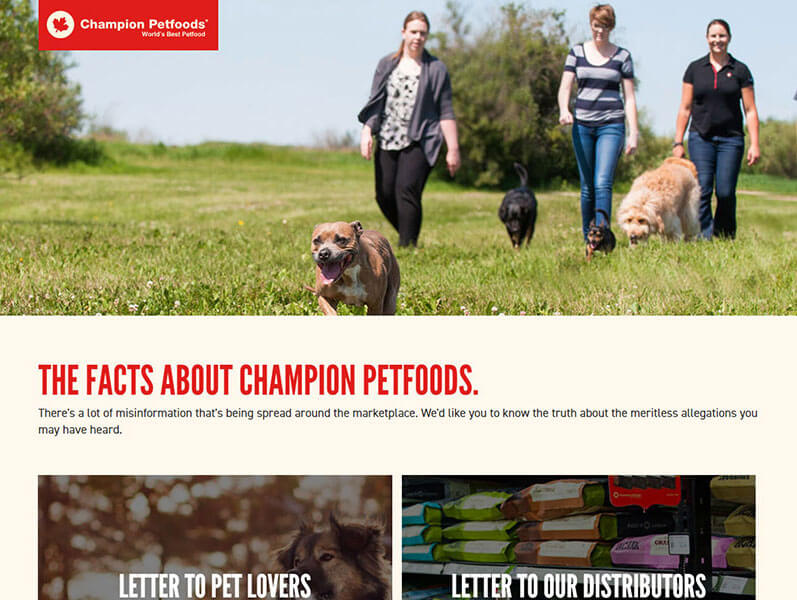 Champion Petfoods®
World's Best Petfood
THE FACTS ABOUT CHAMPION PETFOODS.
There's a lot of misinformation that's being spread around the marketplace. We'd like you to know the truth about the meritless allegations you
may have heard.
LETTER TO PET LOVERS
LETTER TO OUR DISTRIBUTORS